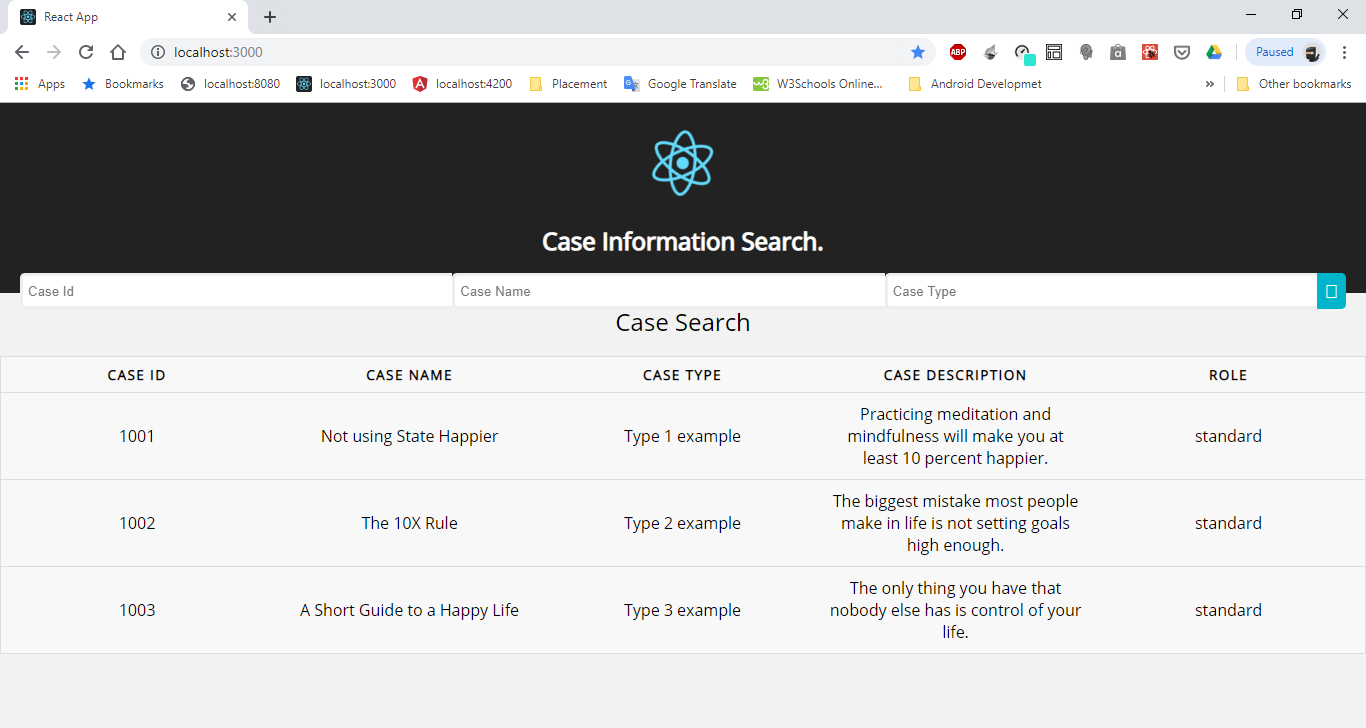 React App
localhost:3000
ABP
Paused
Apps
Bookmarks
localhost:8080
localhost:3000
localhost:4200
Placement
Google Translate
W3Schools Online...
Android Developmet
»
Other bookmarks
Case Information Search.
Case Id
Case Name
Case Type
Case Search
CASE ID CASE NAME CASE TYPE CASE DESCRIPTION ROLE
Practicing meditation and
1001 Not using State Happier Type 1 example mindfulness will make you at standard
least 10 percent happier.
The biggest mistake most people
1002 The 10X Rule Type 2 example make in life is not setting goals standard
high enough.
The only thing you have that
1003 A Short Guide to a Happy Life Type 3 example nobody else has is control of your standard
life.